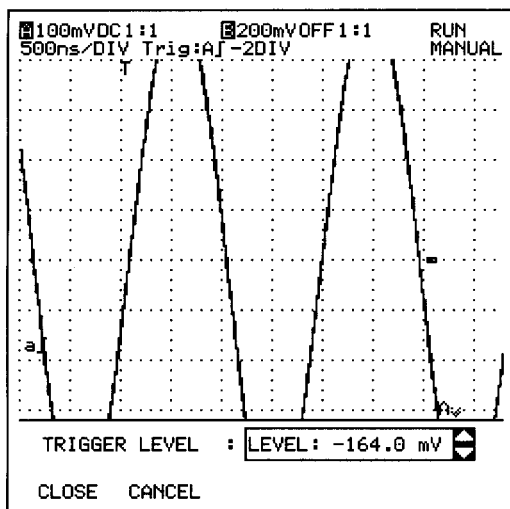 A100mVDC1:1 B200mVOFF1:1 RUN
500ns/DIV Trig:A∫-2DIV MANUAL
T
a
A
TRIGGER LEVEL : LEVEL: -164.0 mV
CLOSE CANCEL